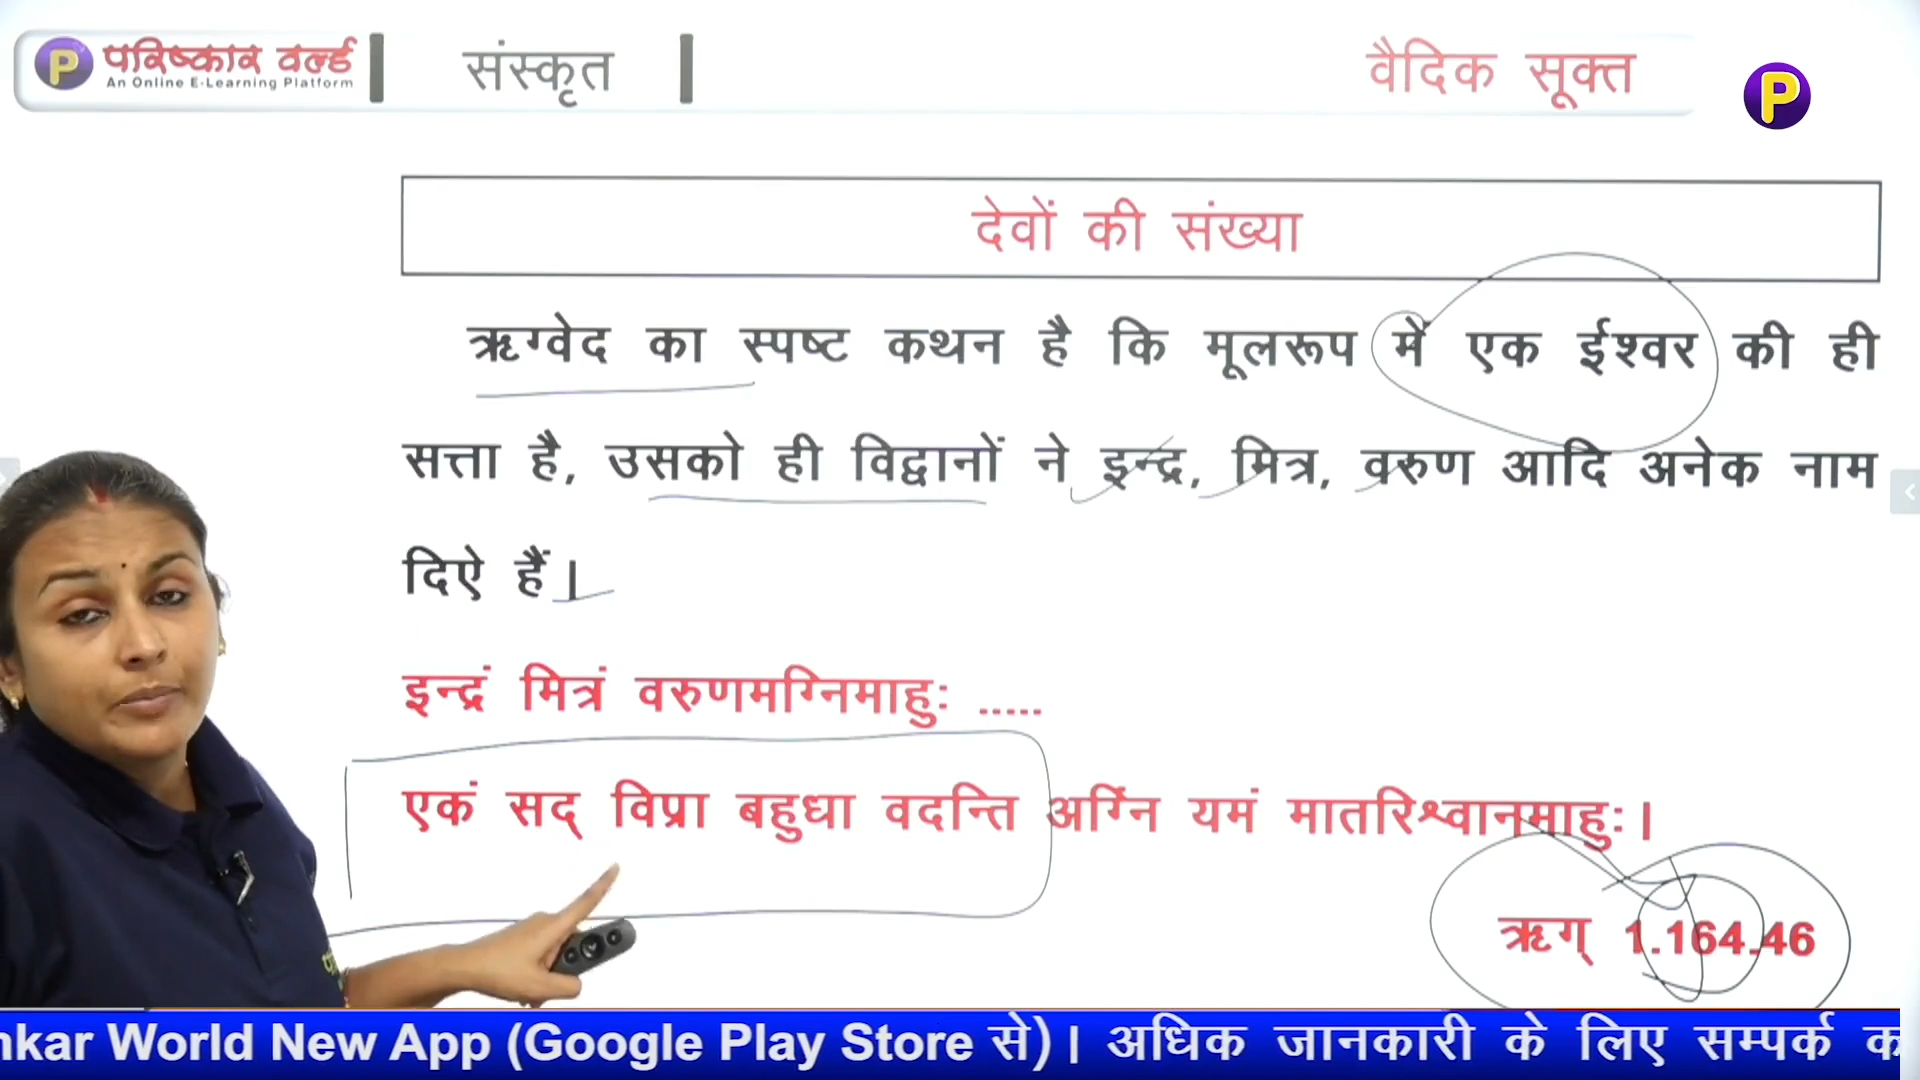 परिष्कार वर्ल्ड
An Online E-Learning Platform
संस्कृत
वैदिक सूक्त
P
देवों की संख्या
ऋग्वेद का स्पष्ट कथन है कि मूलरूप में एक ईश्वर की ही
सत्ता है, उसको ही विद्वानों ने इन्द्र, मित्र, वरुण आदि अनेक नाम
दिऐ हैं।
इन्द्रं मित्रं वरुणमग्निमाहुः .....
एकं सद् विप्रा बहुधा वदन्ति अग्निं यमं मातरिश्वानमाहुः।
ऋग् 1.164.46
nkar World New App (Google Play Store से)। अधिक जानकारी के लिए सम्पर्क क